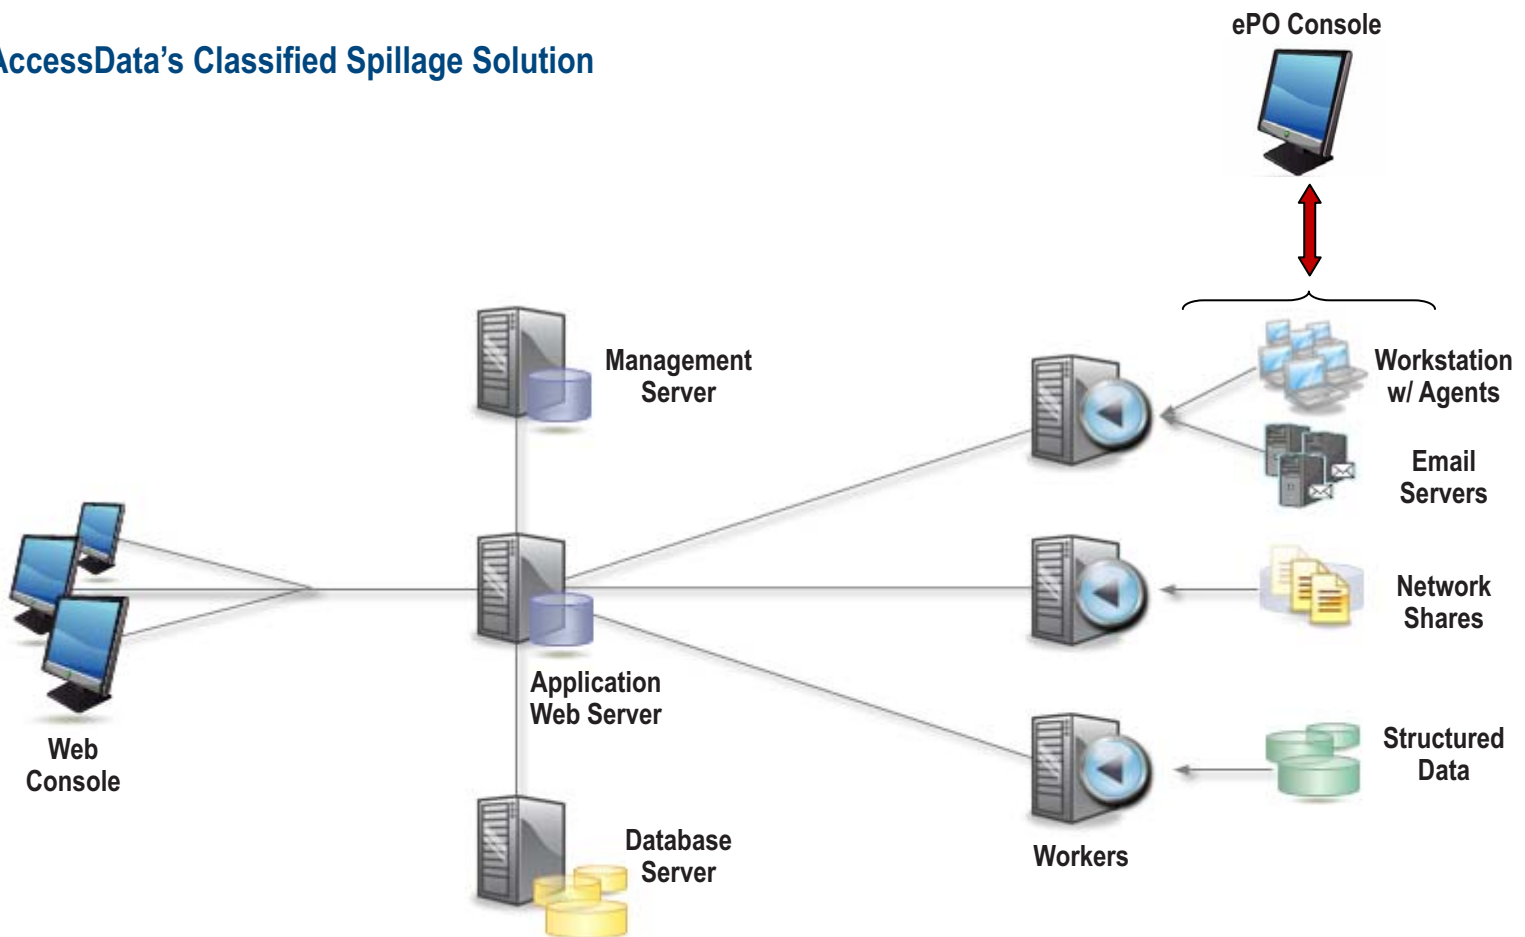 AccessData's Classified Spillage Solution
ePO Console
Management
Server
Workstation
w/ Agents
Email
Servers
Network
Shares
Application
Web Server
Web
Console
Structured
Data
Database
Server
Workers